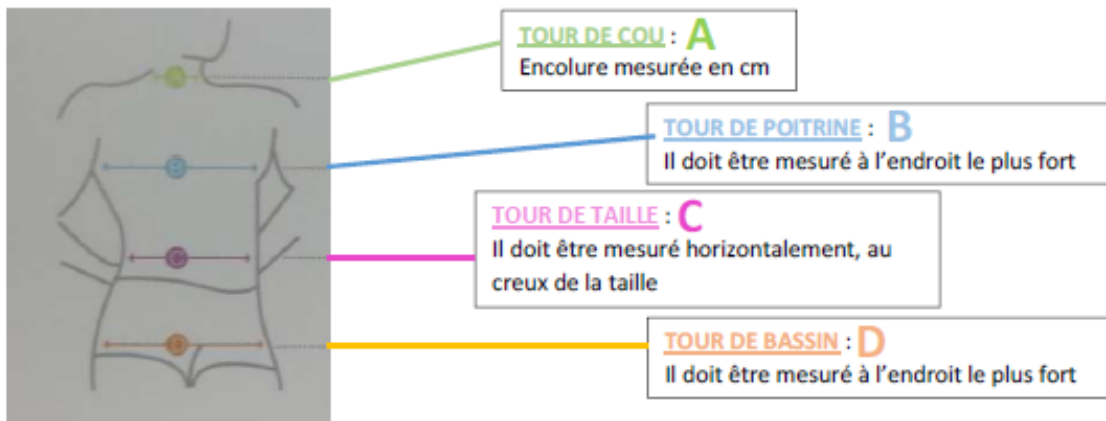 TOUR DE COU : A
Encolure mesurée en cm
TOUR DE POITRINE : B
Il doit être mesuré à l'endroit le plus fort
TOUR DE TAILLE : C
Il doit être mesuré horizontalement, au
creux de la taille
TOUR DE BASSIN : D
Il doit être mesuré à l'endroit le plus fort